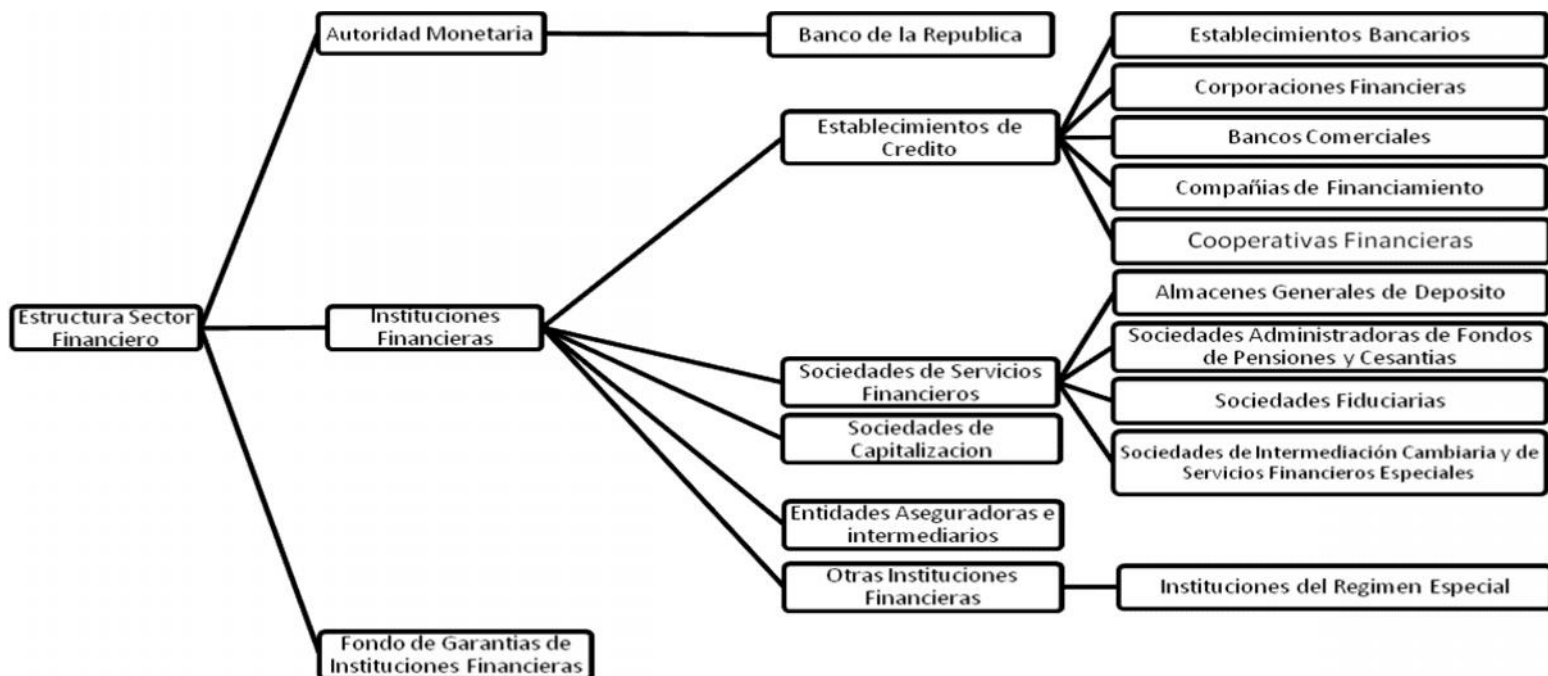 Autoridad Monetaria
Banco de la Republica
Establecimientos Bancarios
Corporaciones Financieras
Establecimientos de
Credito
Bancos Comerciales
Compañias de Financiamiento
Cooperativas Financieras
Estructura Sector
Financiero
Instituciones
Financieras
Almacenes Generales de Deposito
Sociedades Administradoras de Fondos
de Pensiones y Cesantias
Sociedades de Servicios
Financieros
Sociedades Fiduciarias
Sociedades de
Capitalizacion
Sociedades de Intermediación Cambiaria y de
Servicios Financieros Especiales
Entidades Aseguradoras e
intermediarios
Otras Instituciones
Financieras
Instituciones del Regimen Especial
Fondo de Garantias de
Instituciones Financieras